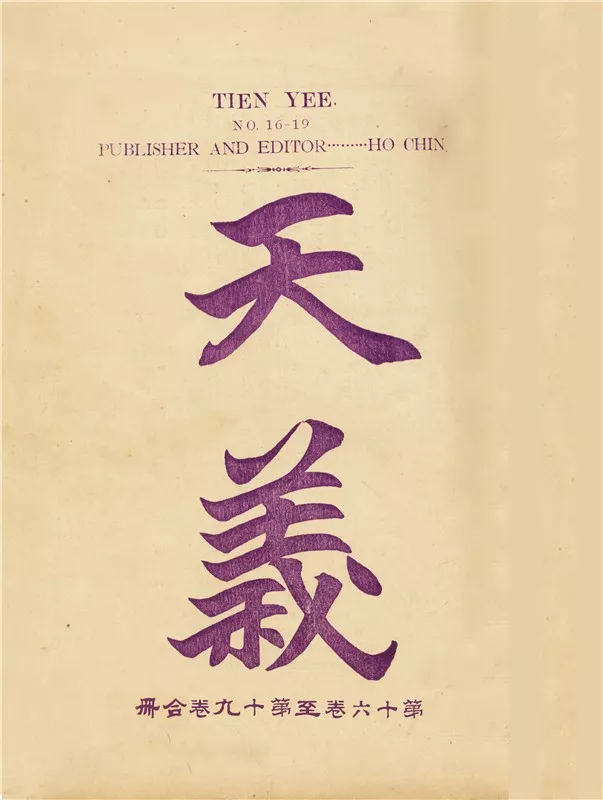 TIEN YEE.
NO. 16-19
PUBLISHER AND EDITOR········HO CHIN.
天
義
第十六卷至第十九卷合冊